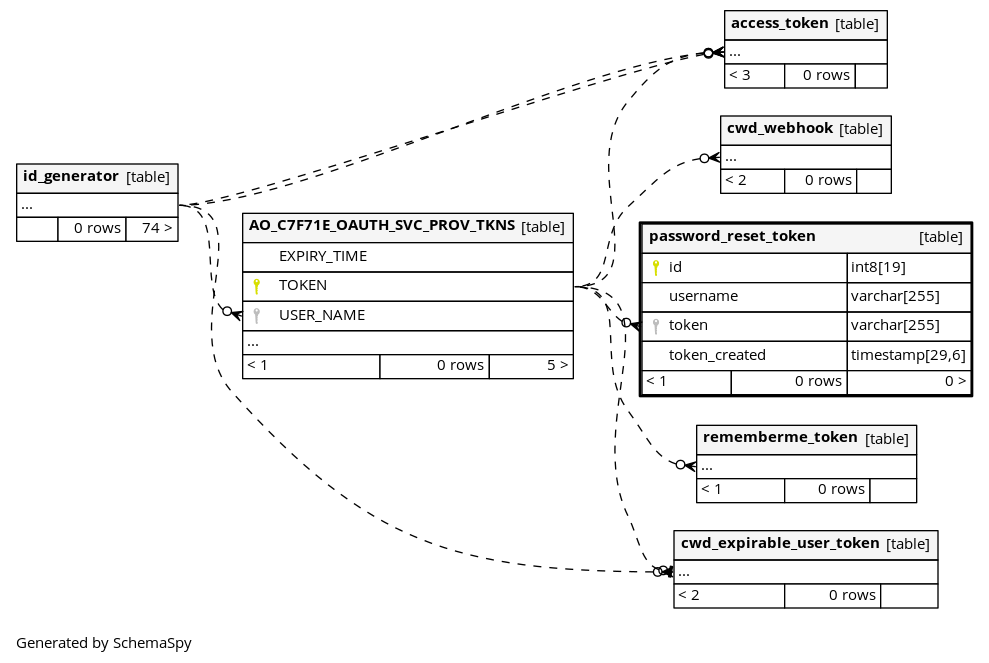 access_token [table]
...
< 3 0 rows
cwd_webhook [table]
...
< 2 0 rows
id_generator [table]
...
0 rows 74 >
AO_C7F71E_OAUTH_SVC_PROV_TKNS [table]
EXPIRY_TIME
TOKEN
USER_NAME
...
< 1 0 rows 5 >
password_reset_token [table]
id int8[19]
username varchar[255]
token varchar[255]
token_created timestamp[29,6]
< 1 0 rows 0 >
rememberme_token [table]
...
< 1 0 rows
cwd_expirable_user_token [table]
...
< 2 0 rows
Generated by SchemaSpy